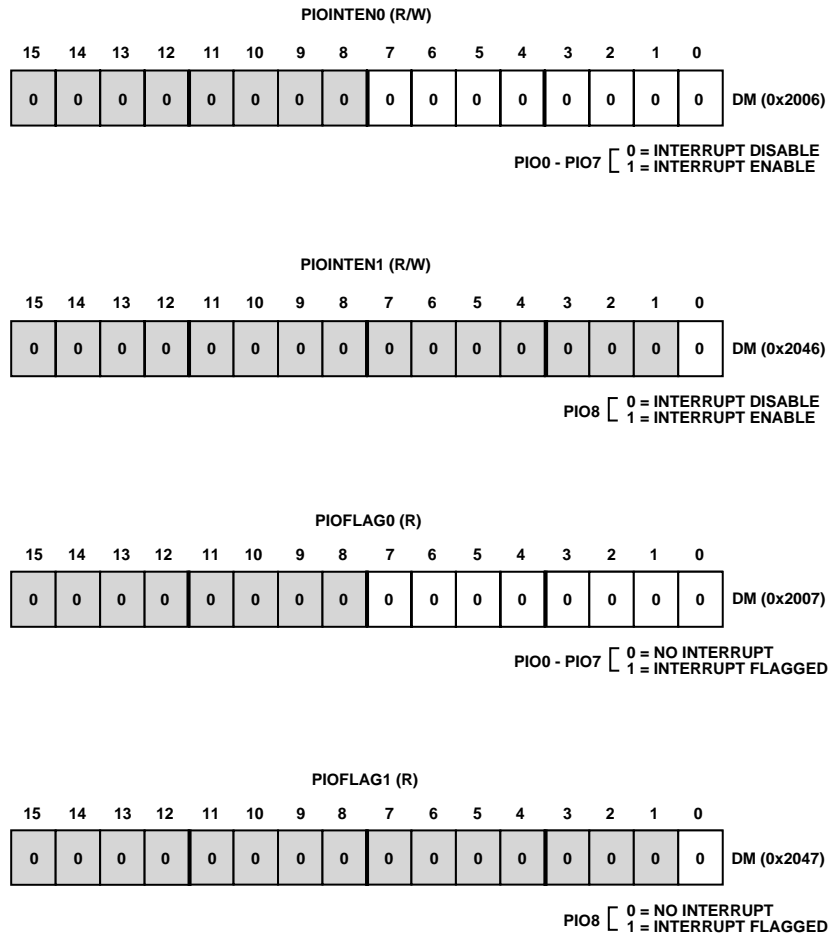 PIOINTEN0 (R/W)
15 14 13 12 11 10 9 8 7 6 5 4 3 2 1 0
0 0 0 0 0 0 0 0 0 0 0 0 0 0 0 0 DM (0x2006)
PIO0 - PIO7 0 = INTERRUPT DISABLE
1 = INTERRUPT ENABLE
PIOINTEN1 (R/W)
15 14 13 12 11 10 9 8 7 6 5 4 3 2 1 0
0 0 0 0 0 0 0 0 0 0 0 0 0 0 0 0 DM (0x2046)
PIO8 0 = INTERRUPT DISABLE
1 = INTERRUPT ENABLE
PIOFLAG0 (R)
15 14 13 12 11 10 9 8 7 6 5 4 3 2 1 0
0 0 0 0 0 0 0 0 0 0 0 0 0 0 0 0 DM (0x2007)
PIO0 - PIO7 0 = NO INTERRUPT
1 = INTERRUPT FLAGGED
PIOFLAG1 (R)
15 14 13 12 11 10 9 8 7 6 5 4 3 2 1 0
0 0 0 0 0 0 0 0 0 0 0 0 0 0 0 0 DM (0x2047)
PIO8 0 = NO INTERRUPT
1 = INTERRUPT FLAGGED